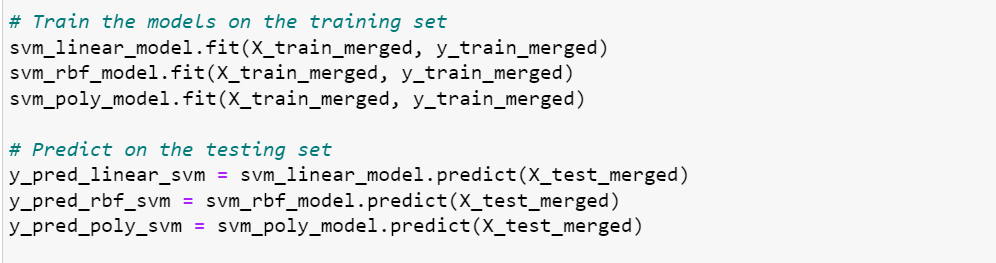 # Train the models on the training set
svm_linear_model.fit(X_train_merged, y_train_merged)
svm_rbf_model.fit(X_train_merged, y_train_merged)
svm_poly_model.fit(X_train_merged, y_train_merged)
# Predict on the testing set
y_pred_linear_svm = svm_linear_model.predict(X_test_merged)
y_pred_rbf_svm = svm_rbf_model.predict(X_test_merged)
y_pred_poly_svm = svm_poly_model.predict(X_test_merged)